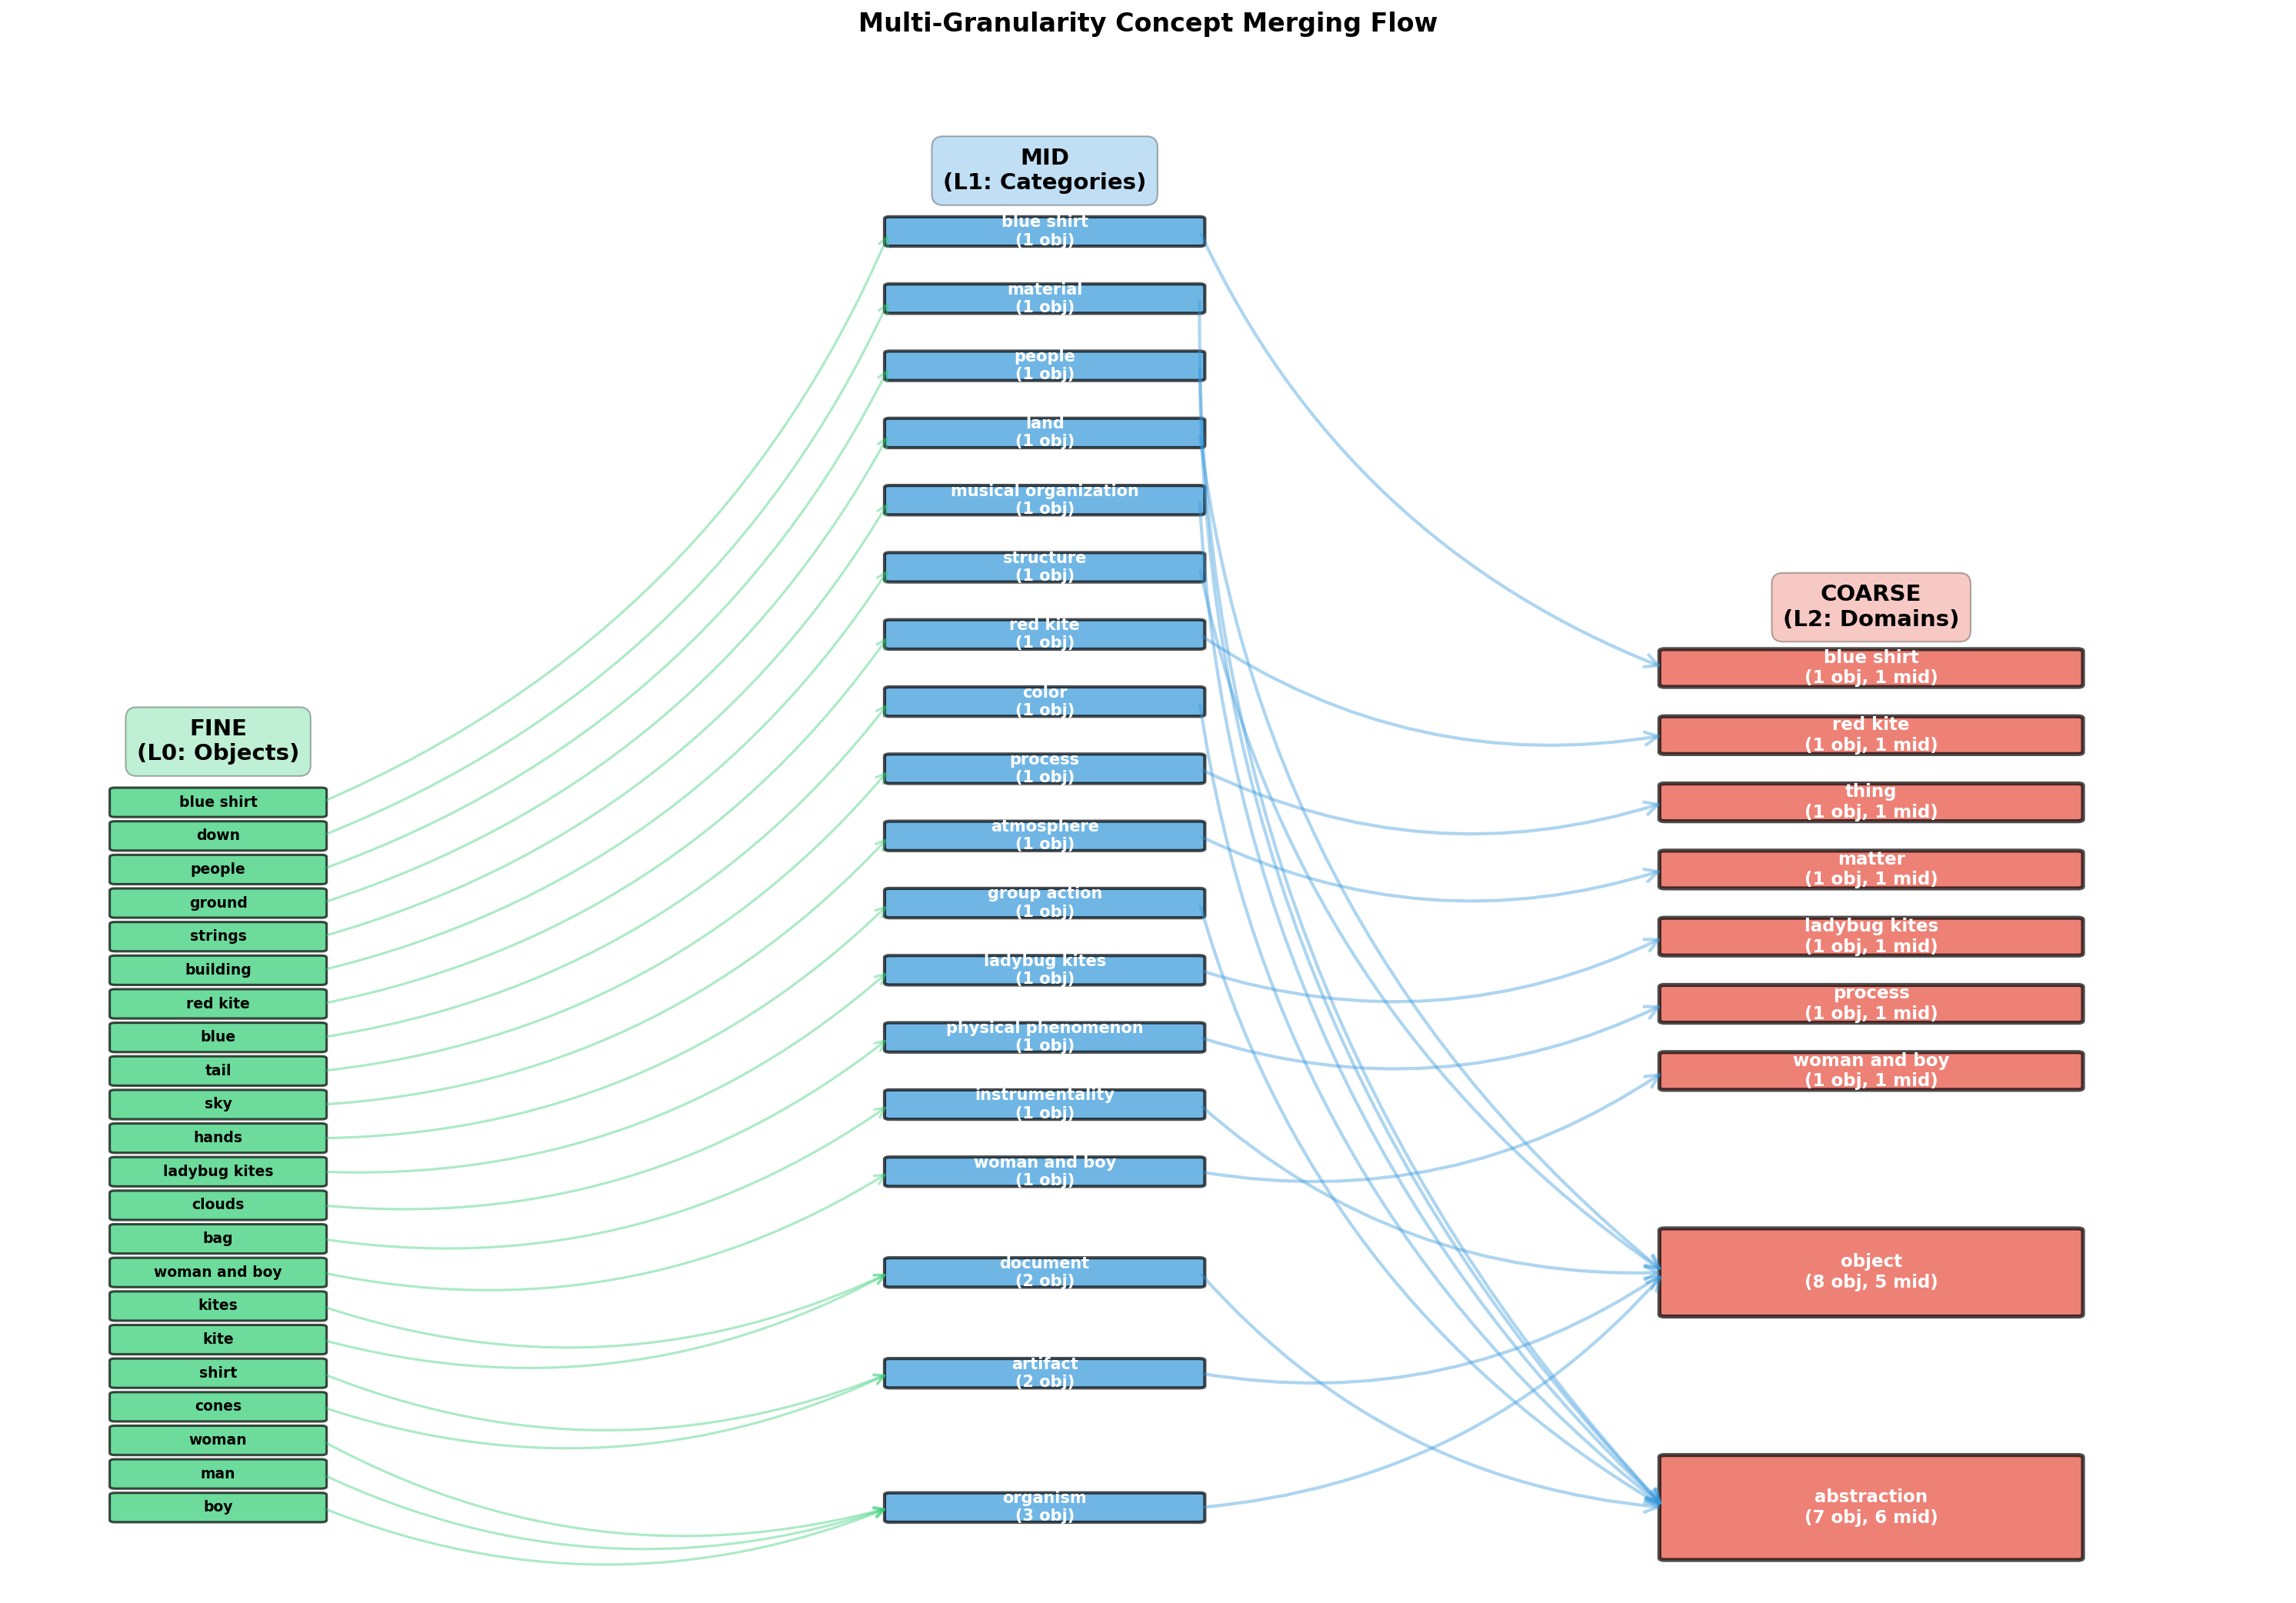 Multi-Granularity Concept Merging Flow
FINE
(L0: Objects)
blue shirt
down
people
ground
strings
building
red kite
blue
tail
sky
hands
ladybug kites
clouds
bag
woman and boy
kites
kite
shirt
cones
woman
man
boy
MID
(L1: Categories)
blue shirt
(1 obj)
material
(1 obj)
people
(1 obj)
land
(1 obj)
musical organization
(1 obj)
structure
(1 obj)
red kite
(1 obj)
color
(1 obj)
process
(1 obj)
atmosphere
(1 obj)
group action
(1 obj)
ladybug kites
(1 obj)
physical phenomenon
(1 obj)
instrumentality
(1 obj)
woman and boy
(1 obj)
document
(2 obj)
artifact
(2 obj)
organism
(3 obj)
COARSE
(L2: Domains)
blue shirt
(1 obj, 1 mid)
red kite
(1 obj, 1 mid)
thing
(1 obj, 1 mid)
matter
(1 obj, 1 mid)
ladybug kites
(1 obj, 1 mid)
process
(1 obj, 1 mid)
woman and boy
(1 obj, 1 mid)
object
(8 obj, 5 mid)
abstraction
(7 obj, 6 mid)